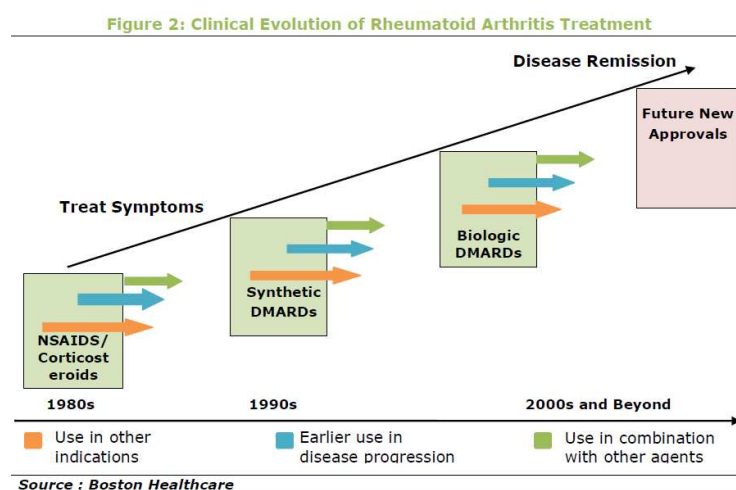 Figure 2: Clinical Evolution of Rheumatoid Arthritis Treatment
Disease Remission
Future New
Approvals
Treat Symptoms
Biologic
DMARDs
Synthetic
DMARDs
NSAIDS/
Corticost
eroids
1980s
1990s
2000s and Beyond
Use in other
indications
Earlier use in
disease progression
Use in combination
with other agents
Source : Boston Healthcare